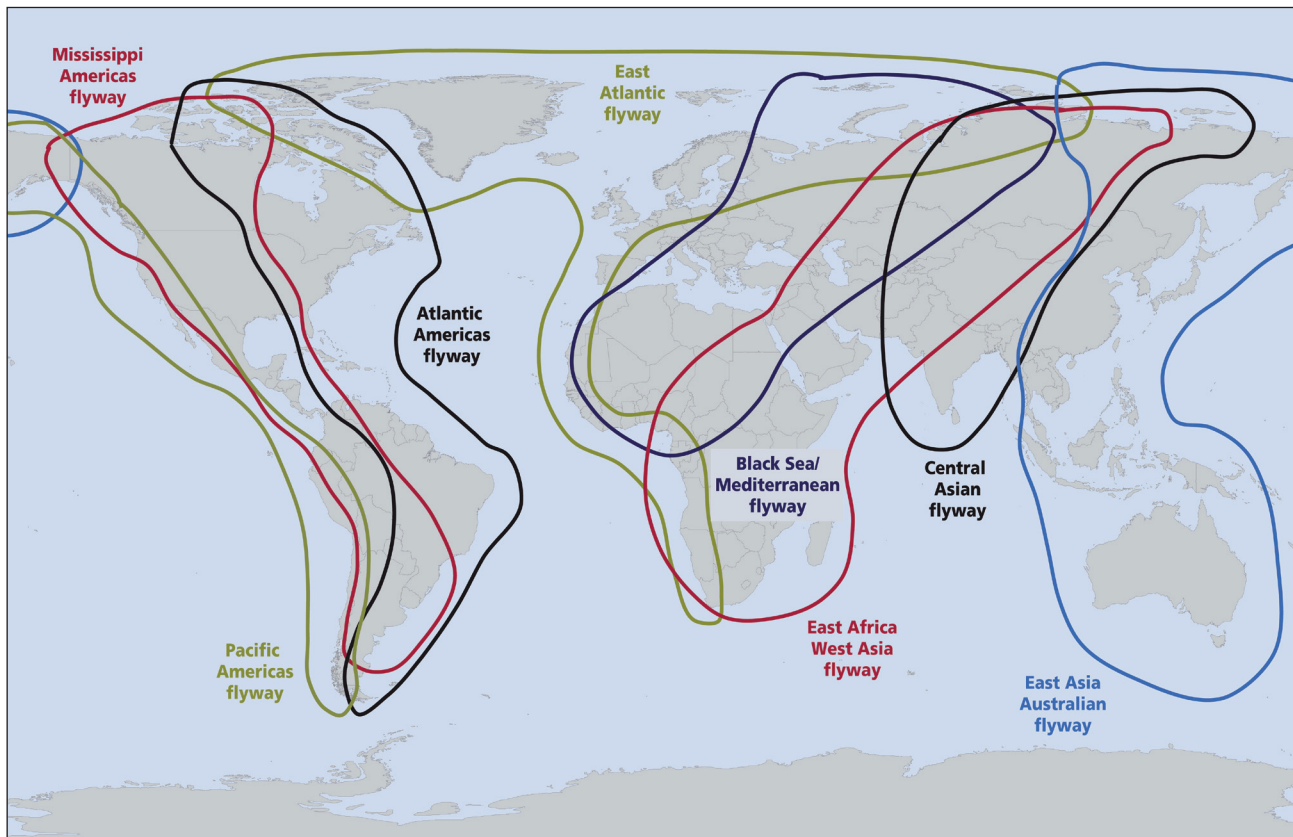 Mississippi
Americas
flyway
East
Atlantic
flyway
Atlantic
Americas
flyway
Black Sea/
Mediterranean
flyway
Central
Asian
flyway
Pacific
Americas
flyway
East Africa
West Asia
flyway
East Asia
Australian
flyway